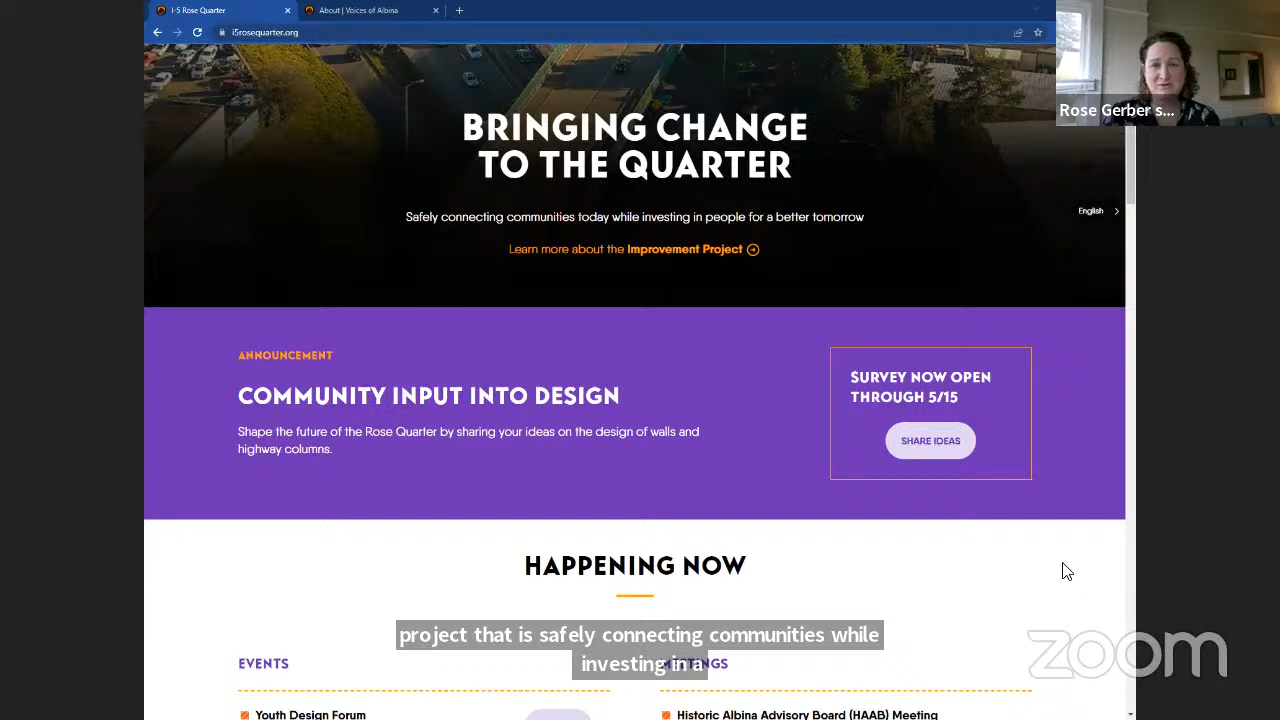 I-5 Rose Quarter
About | Voices of Albina
i5rosequarter.org
Rose Gerber s...
BRINGING CHANGE
TO THE QUARTER
English
Safely connecting communities today while investing in people for a better tomorrow
Learn more about the Improvement Project
ANNOUNCEMENT
COMMUNITY INPUT INTO DESIGN
Shape the future of the Rose Quarter by sharing your ideas on the design of walls and
highway columns.
SURVEY NOW OPEN
THROUGH 5/15
SHARE IDEAS
HAPPENING NOW
project that is safely connecting communities while
investing in a
EVENTS
MEETINGS
Youth Design Forum
Historic Albina Advisory Board (HAAB) Meeting
zoom